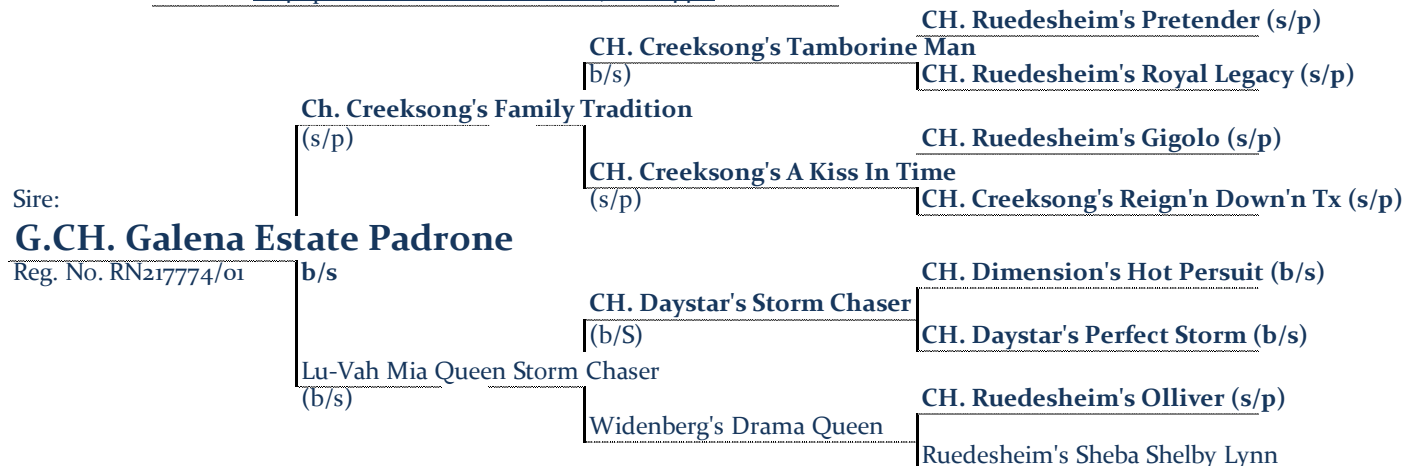 CH. Ruedesheim's Pretender (s/p)
CH. Creeksong's Tamborine Man
b/s)
CH. Ruedesheim's Royal Legacy (s/p)
Ch. Creeksong's Family Tradition
(s/p)
CH. Ruedesheim's Gigolo (s/p)
CH. Creeksong's A Kiss In Time
(s/p)
CH. Creeksong's Reign'n Down'n Tx (s/p)
Sire:
G.CH. Galena Estate Padrone
Reg. No. RN217774/01
b/s
CH. Dimension's Hot Persuit (b/s)
CH. Daystar's Storm Chaser
(b/S)
CH. Daystar's Perfect Storm (b/s)
Lu-Vah Mia Queen Storm Chaser
(b/s)
CH. Ruedesheim's Olliver (s/p)
Widenberg's Drama Queen
Ruedesheim's Sheba Shelby Lynn